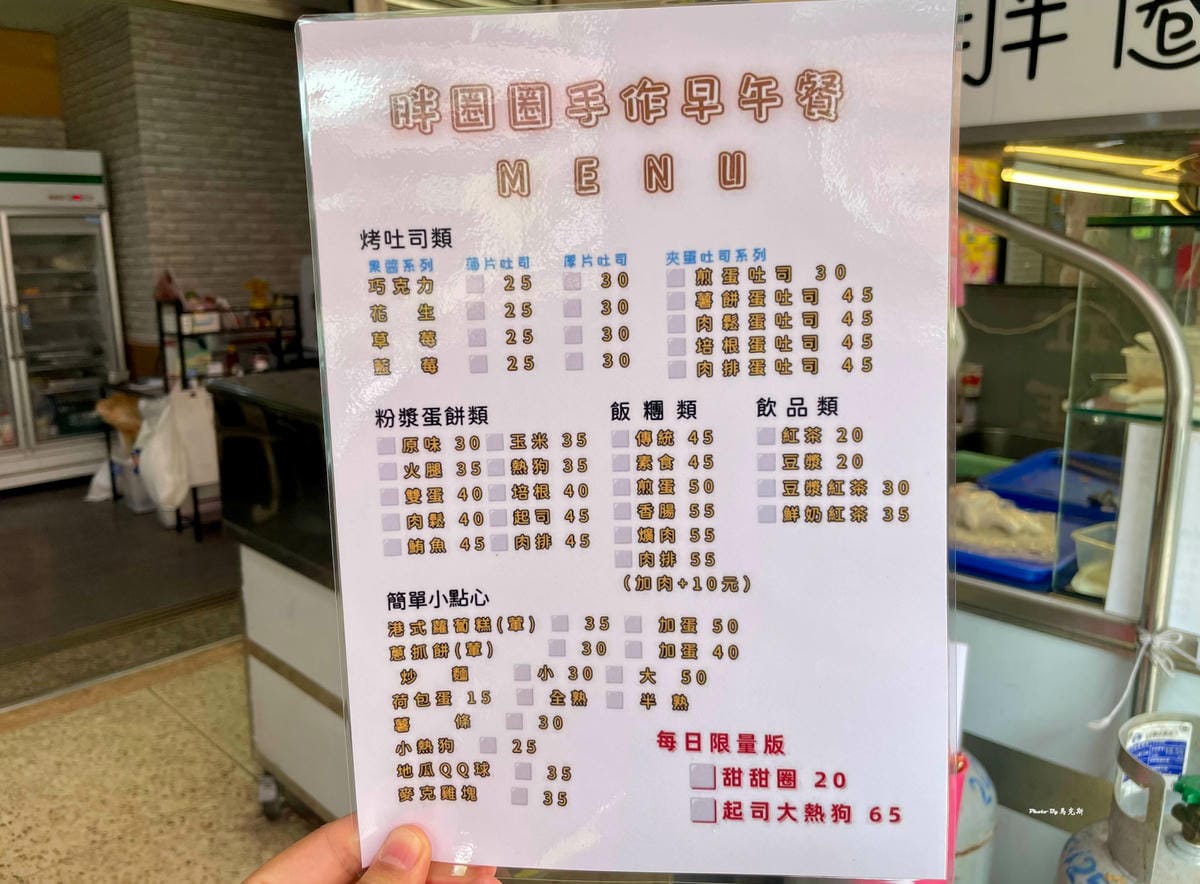 胖圈圈手作早午餐
MENU
烤吐司類
果醬系列 薄片吐司 厚片吐司
巧克力 25 30
花生 25 30
草莓 25 30
藍莓 25 30
夾蛋吐司系列
煎蛋吐司 30
薯餅蛋吐司 45
肉鬆蛋吐司 45
培根蛋吐司 45
肉排蛋吐司 45
粉漿蛋餅類
原味 30 玉米 35
火腿 35 熱狗 35
雙蛋 40 培根 40
肉鬆 40 起司 45
鮪魚 45 肉排 45
飯糰類
傳統 45
素食 45
煎蛋 50
香腸 55
爌肉 55
肉排 55
(加肉+10元)
飲品類
紅茶 20
豆漿 20
豆漿紅茶 30
鮮奶紅茶 35
簡單小點心
港式蘿蔔糕(葷) 35 加蛋 50
蔥抓餅(葷) 30 加蛋 40
炒麵 小 30 大 50
荷包蛋 15 全熟 半熟
薯條 30
小熱狗 25
地瓜QQ球 35
麥克雞塊 35
每日限量版
甜甜圈 20
起司大熱狗 65
胖圈
Photo By 馬克斯